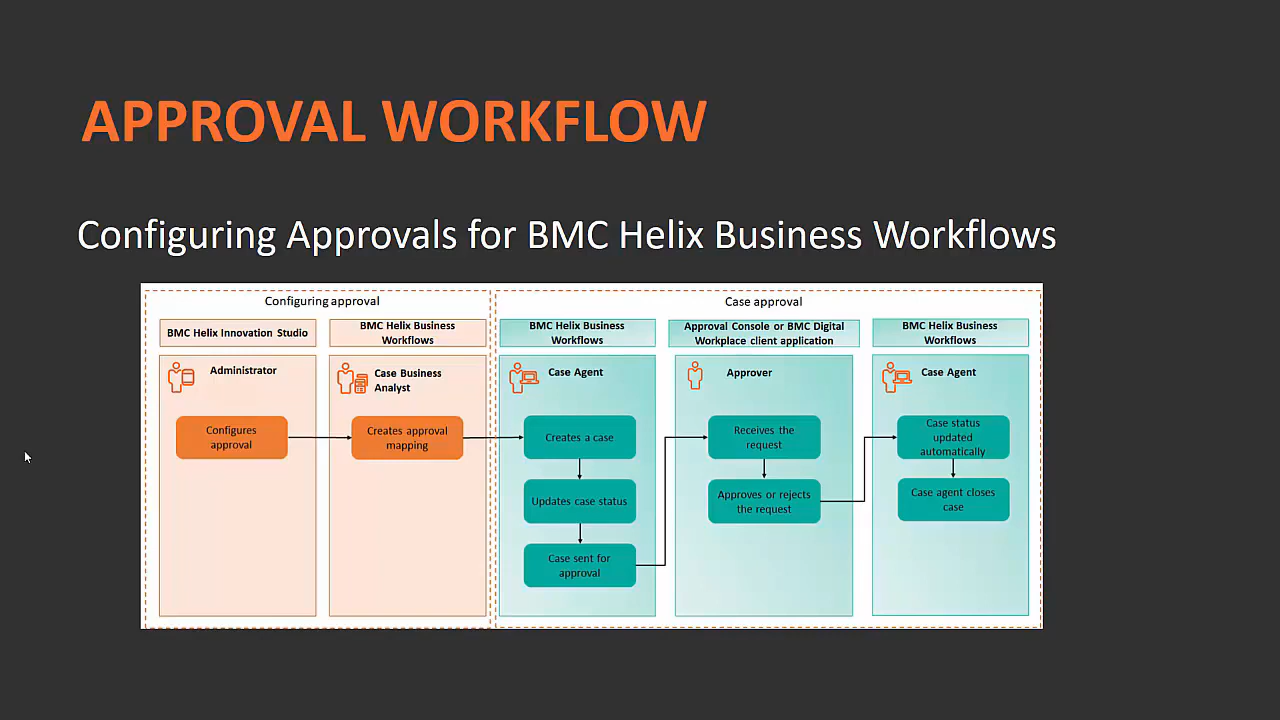 APPROVAL WORKFLOW
Configuring Approvals for BMC Helix Business Workflows
Configuring approval
Case approval
BMC Helix Innovation Studio
BMC Helix Business
Workflows
BMC Helix Business
Workflows
Approval Console or BMC Digital
Workplace client application
BMC Helix Business
Workflows
Administrator
Case Business
Analyst
Case Agent
Approver
Case Agent
Configures
approval
Creates approval
mapping
Creates a case
Updates case status
Case sent for
approval
Receives the
request
Approves or rejects
the request
Case status
updated
automatically
Case agent closes
case